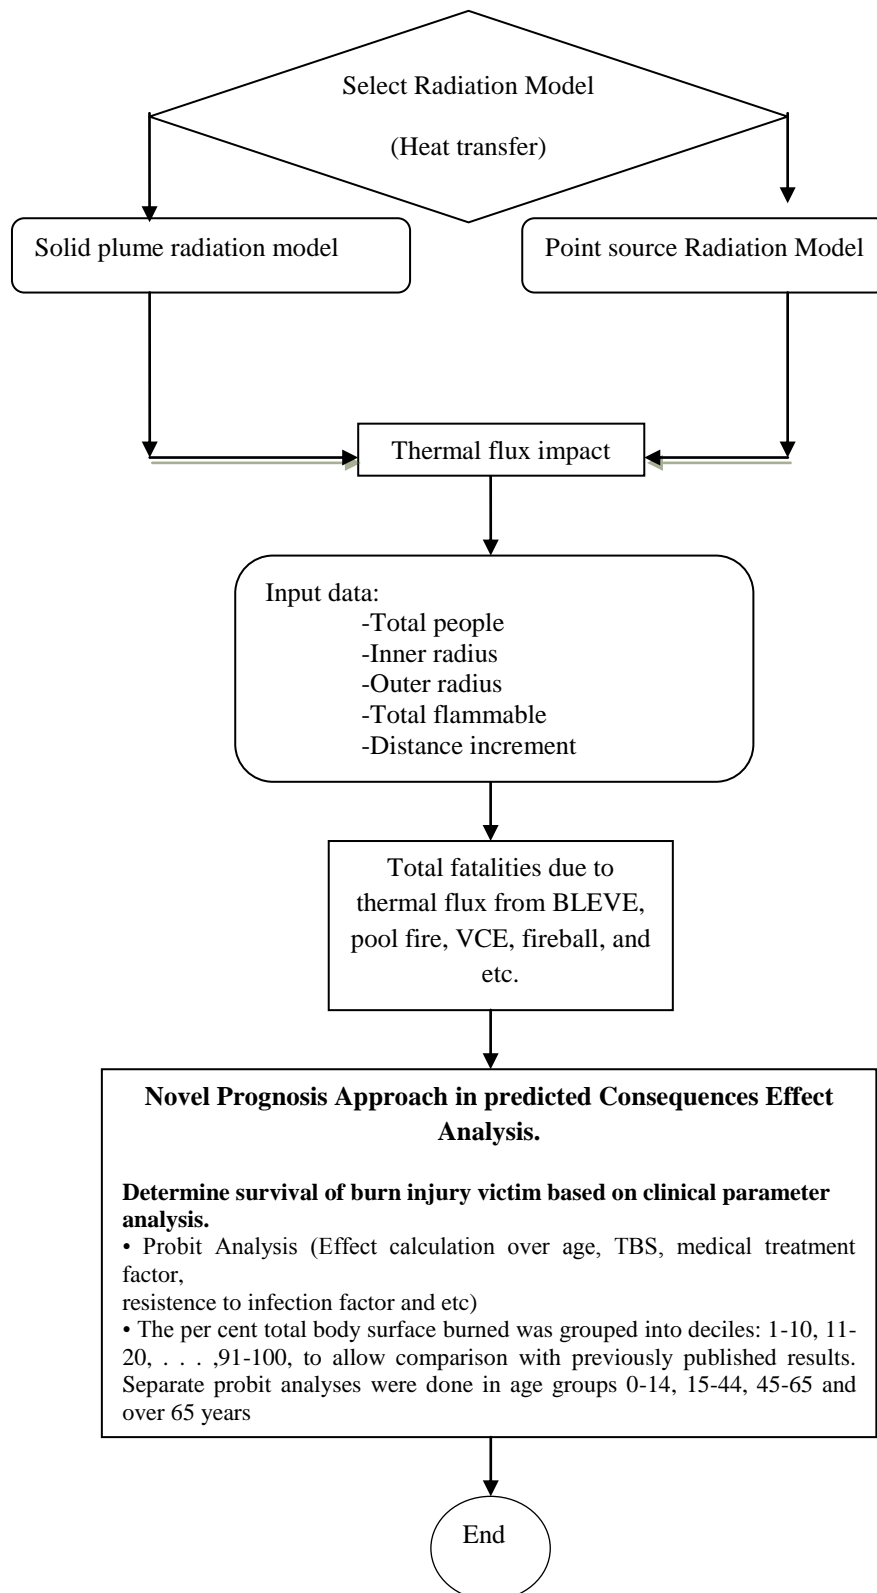 Select Radiation Model
(Heat transfer)
Solid plume radiation model
Point source Radiation Model
Thermal flux impact
Input data:
-Total people
-Inner radius
-Outer radius
-Total flammable
-Distance increment
Total fatalities due to
thermal flux from BLEVE,
pool fire, VCE, fireball, and
etc.
Novel Prognosis Approach in predicted Consequences Effect
Analysis.
Determine survival of burn injury victim based on clinical parameter
analysis.
• Probit Analysis (Effect calculation over age, TBS, medical treatment
factor,
resistence to infection factor and etc)
• The per cent total body surface burned was grouped into deciles: 1-10, 11-
20, . . . ,91-100, to allow comparison with previously published results.
Separate probit analyses were done in age groups 0-14, 15-44, 45-65 and
over 65 years
End